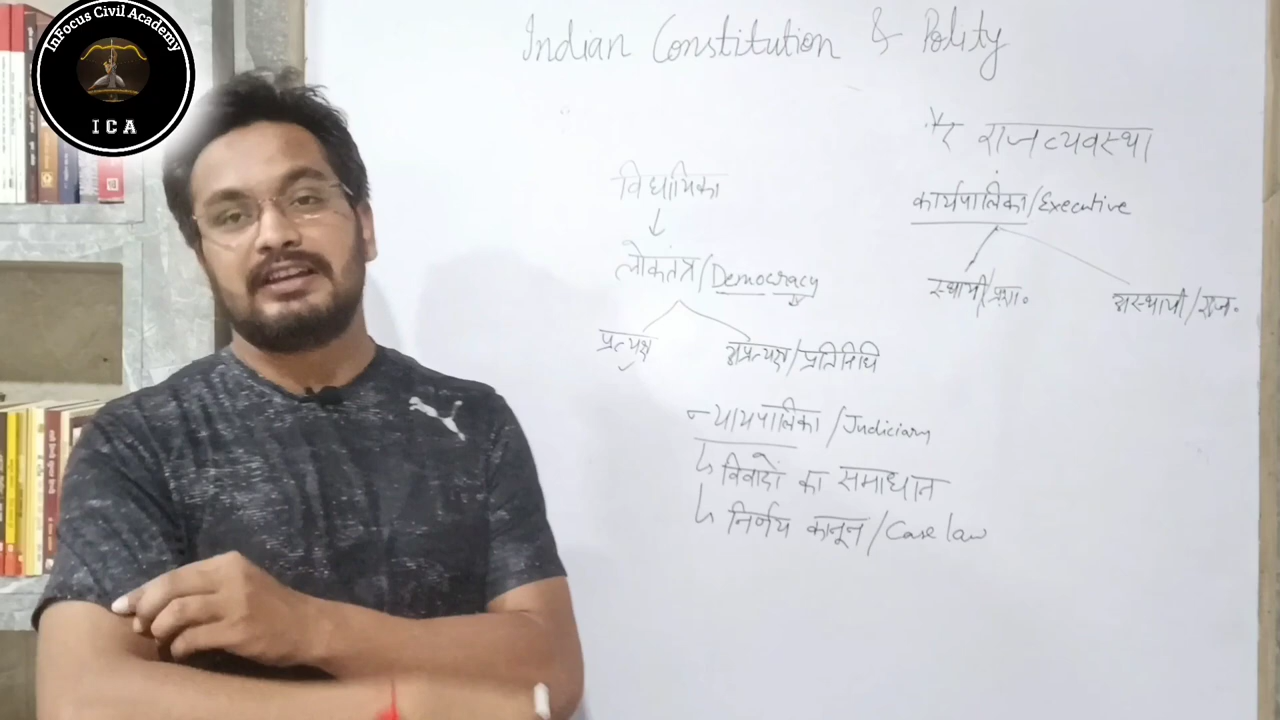 InFocus Civil Academy
ICA
Indian Constitution & Polity
* राजव्यवस्था
विधायिका
लोकतंत्र/Democracy
प्रत्यक्ष
अप्रत्यक्ष/प्रतिनिधि
कार्यपालिका/Executive
स्थायी/प्रशा॰
अस्थायी/राज॰
न्यायपालिका/Judiciary
विवादों का समाधान
निर्णय कानून/Case law